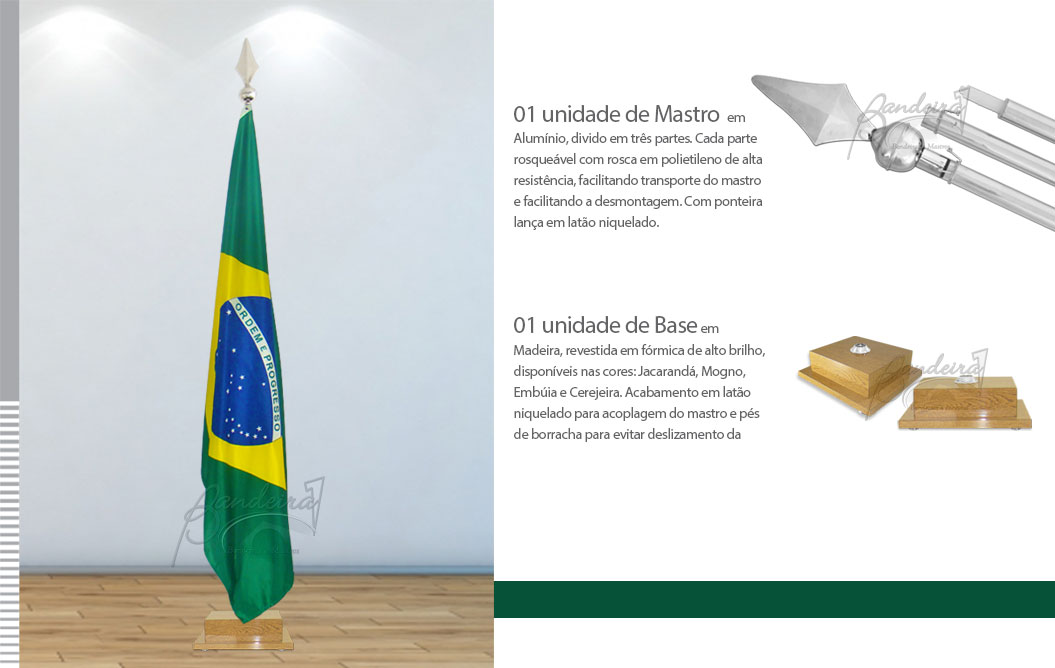 ORDEM E PROGRESSO
Bandeira1
01 unidade de Mastro em
Alumínio, divido em três partes. Cada parte
rosqueável com rosca em polietileno de alta
resistência, facilitando transporte do mastro
e facilitando a desmontagem. Com ponteira
lança em latão niquelado.
Bandeira1
01 unidade de Base em
Madeira, revestida em fórmica de alto brilho,
disponíveis nas cores: Jacarandá, Mogno,
Embúia e Cerejeira. Acabamento em latão
niquelado para acoplagem do mastro e pés
de borracha para evitar deslizamento da
Bandeira1